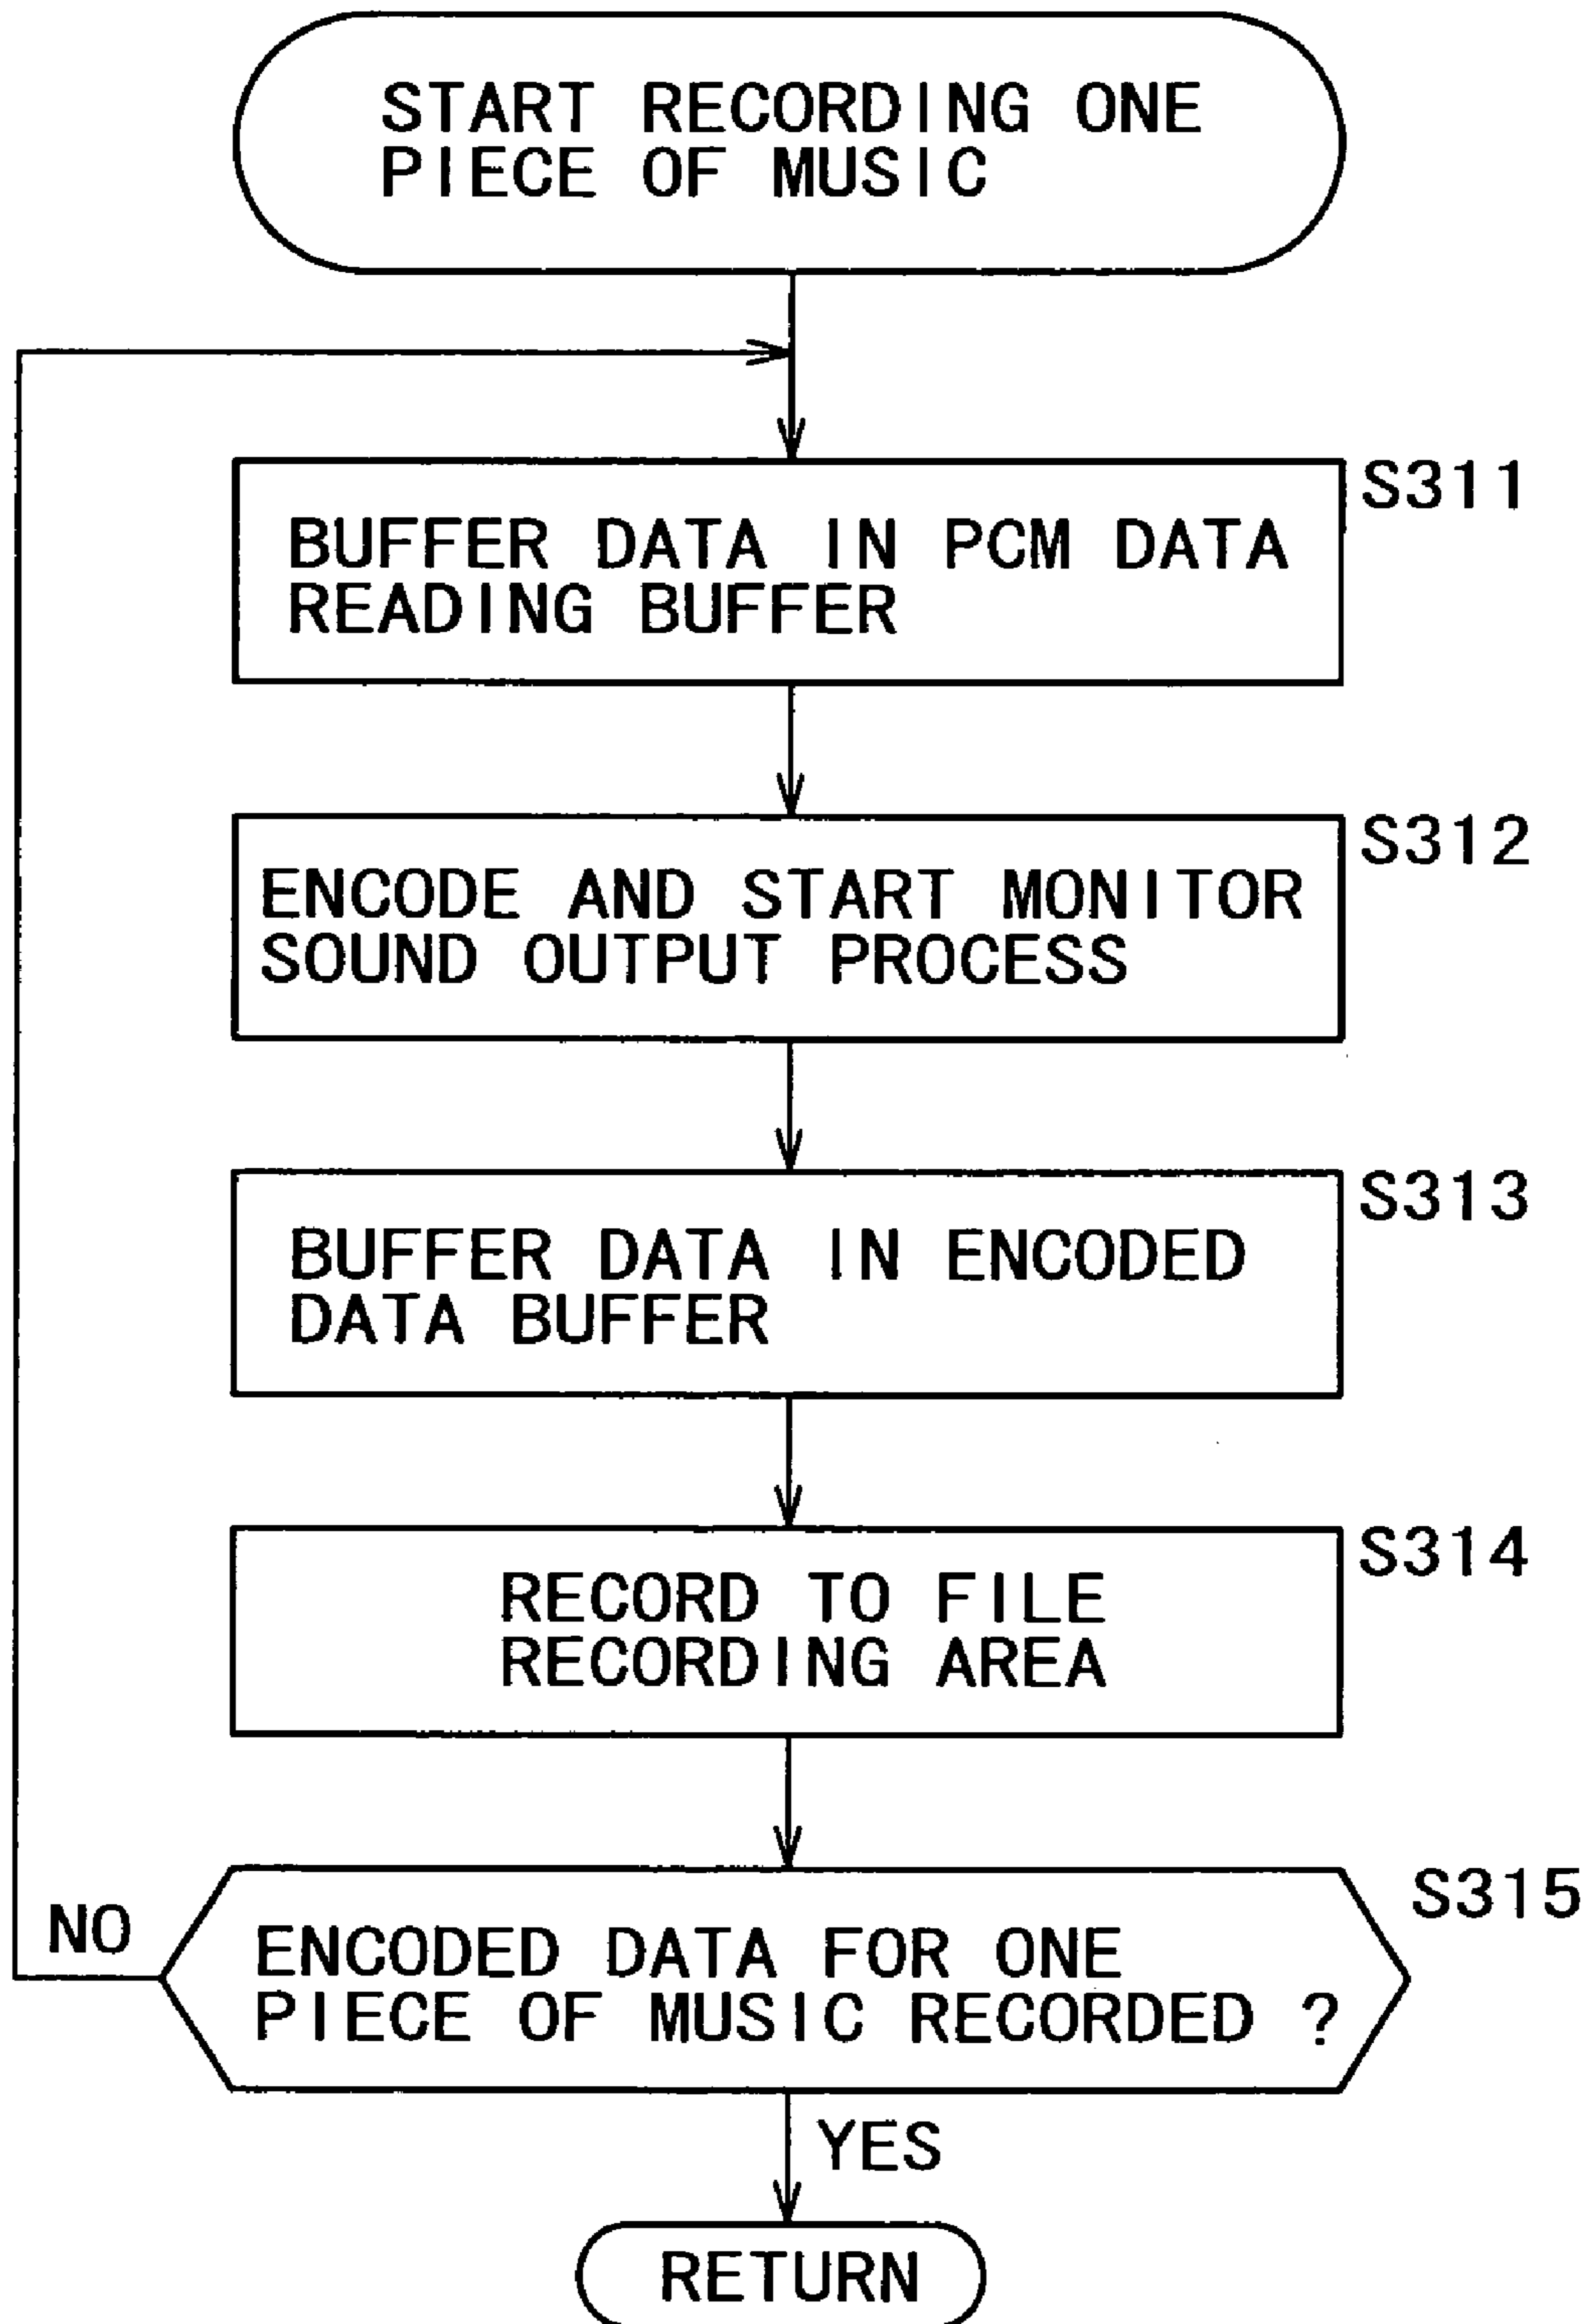 START RECORDING ONE
PIECE OF MUSIC
S311
BUFFER DATA IN PCM DATA
READING BUFFER
S312
ENCODE AND START MONITOR
SOUND OUTPUT PROCESS
S313
BUFFER DATA IN ENCODED
DATA BUFFER
S314
RECORD TO FILE
RECORDING AREA
S315
NO
ENCODED DATA FOR ONE
PIECE OF MUSIC RECORDED ?
YES
RETURN